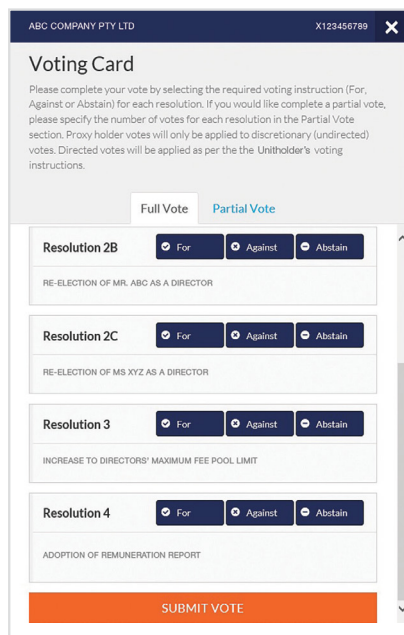 ABC COMPANY PTY LTD X123456789
Voting Card
Please complete your vote by selecting the required voting instruction (For,
Against or Abstain) for each resolution. If you would like complete a partial vote,
please specify the number of votes for each resolution in the Partial Vote
section. Proxy holder votes will only be applied to discretionary (undirected)
votes. Directed votes will be applied as per the the Unitholder's voting
instructions.
Full Vote Partial Vote
Resolution 2B For Against Abstain
RE-ELECTION OF MR. ABC AS A DIRECTOR
Resolution 2C For Against Abstain
RE-ELECTION OF MS XYZ AS A DIRECTOR
Resolution 3 For Against Abstain
INCREASE TO DIRECTORS' MAXIMUM FEE POOL LIMIT
Resolution 4 For Against Abstain
ADOPTION OF REMUNERATION REPORT
SUBMIT VOTE